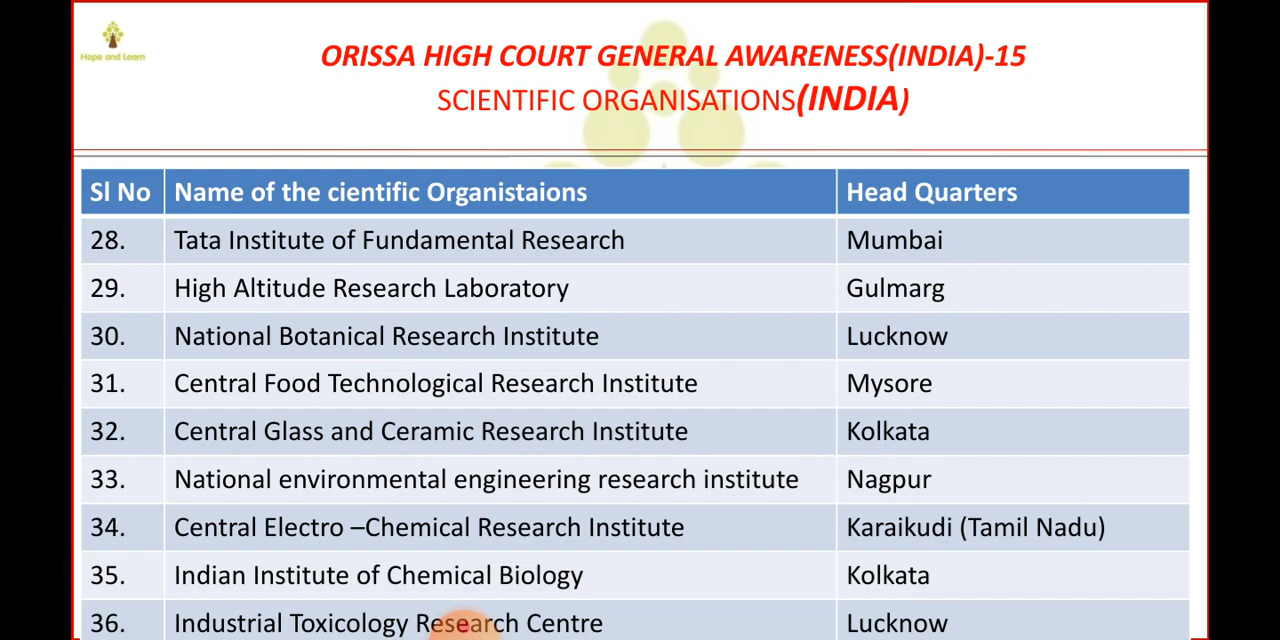 Hope and Learn
ORISSA HIGH COURT GENERAL AWARENESS(INDIA)-15
SCIENTIFIC ORGANISATIONS(INDIA)
Sl No Name of the cientific Organistaions Head Quarters
28. Tata Institute of Fundamental Research Mumbai
29. High Altitude Research Laboratory Gulmarg
30. National Botanical Research Institute Lucknow
31. Central Food Technological Research Institute Mysore
32. Central Glass and Ceramic Research Institute Kolkata
33. National environmental engineering research institute Nagpur
34. Central Electro –Chemical Research Institute Karaikudi (Tamil Nadu)
35. Indian Institute of Chemical Biology Kolkata
36. Industrial Toxicology Research Centre Lucknow